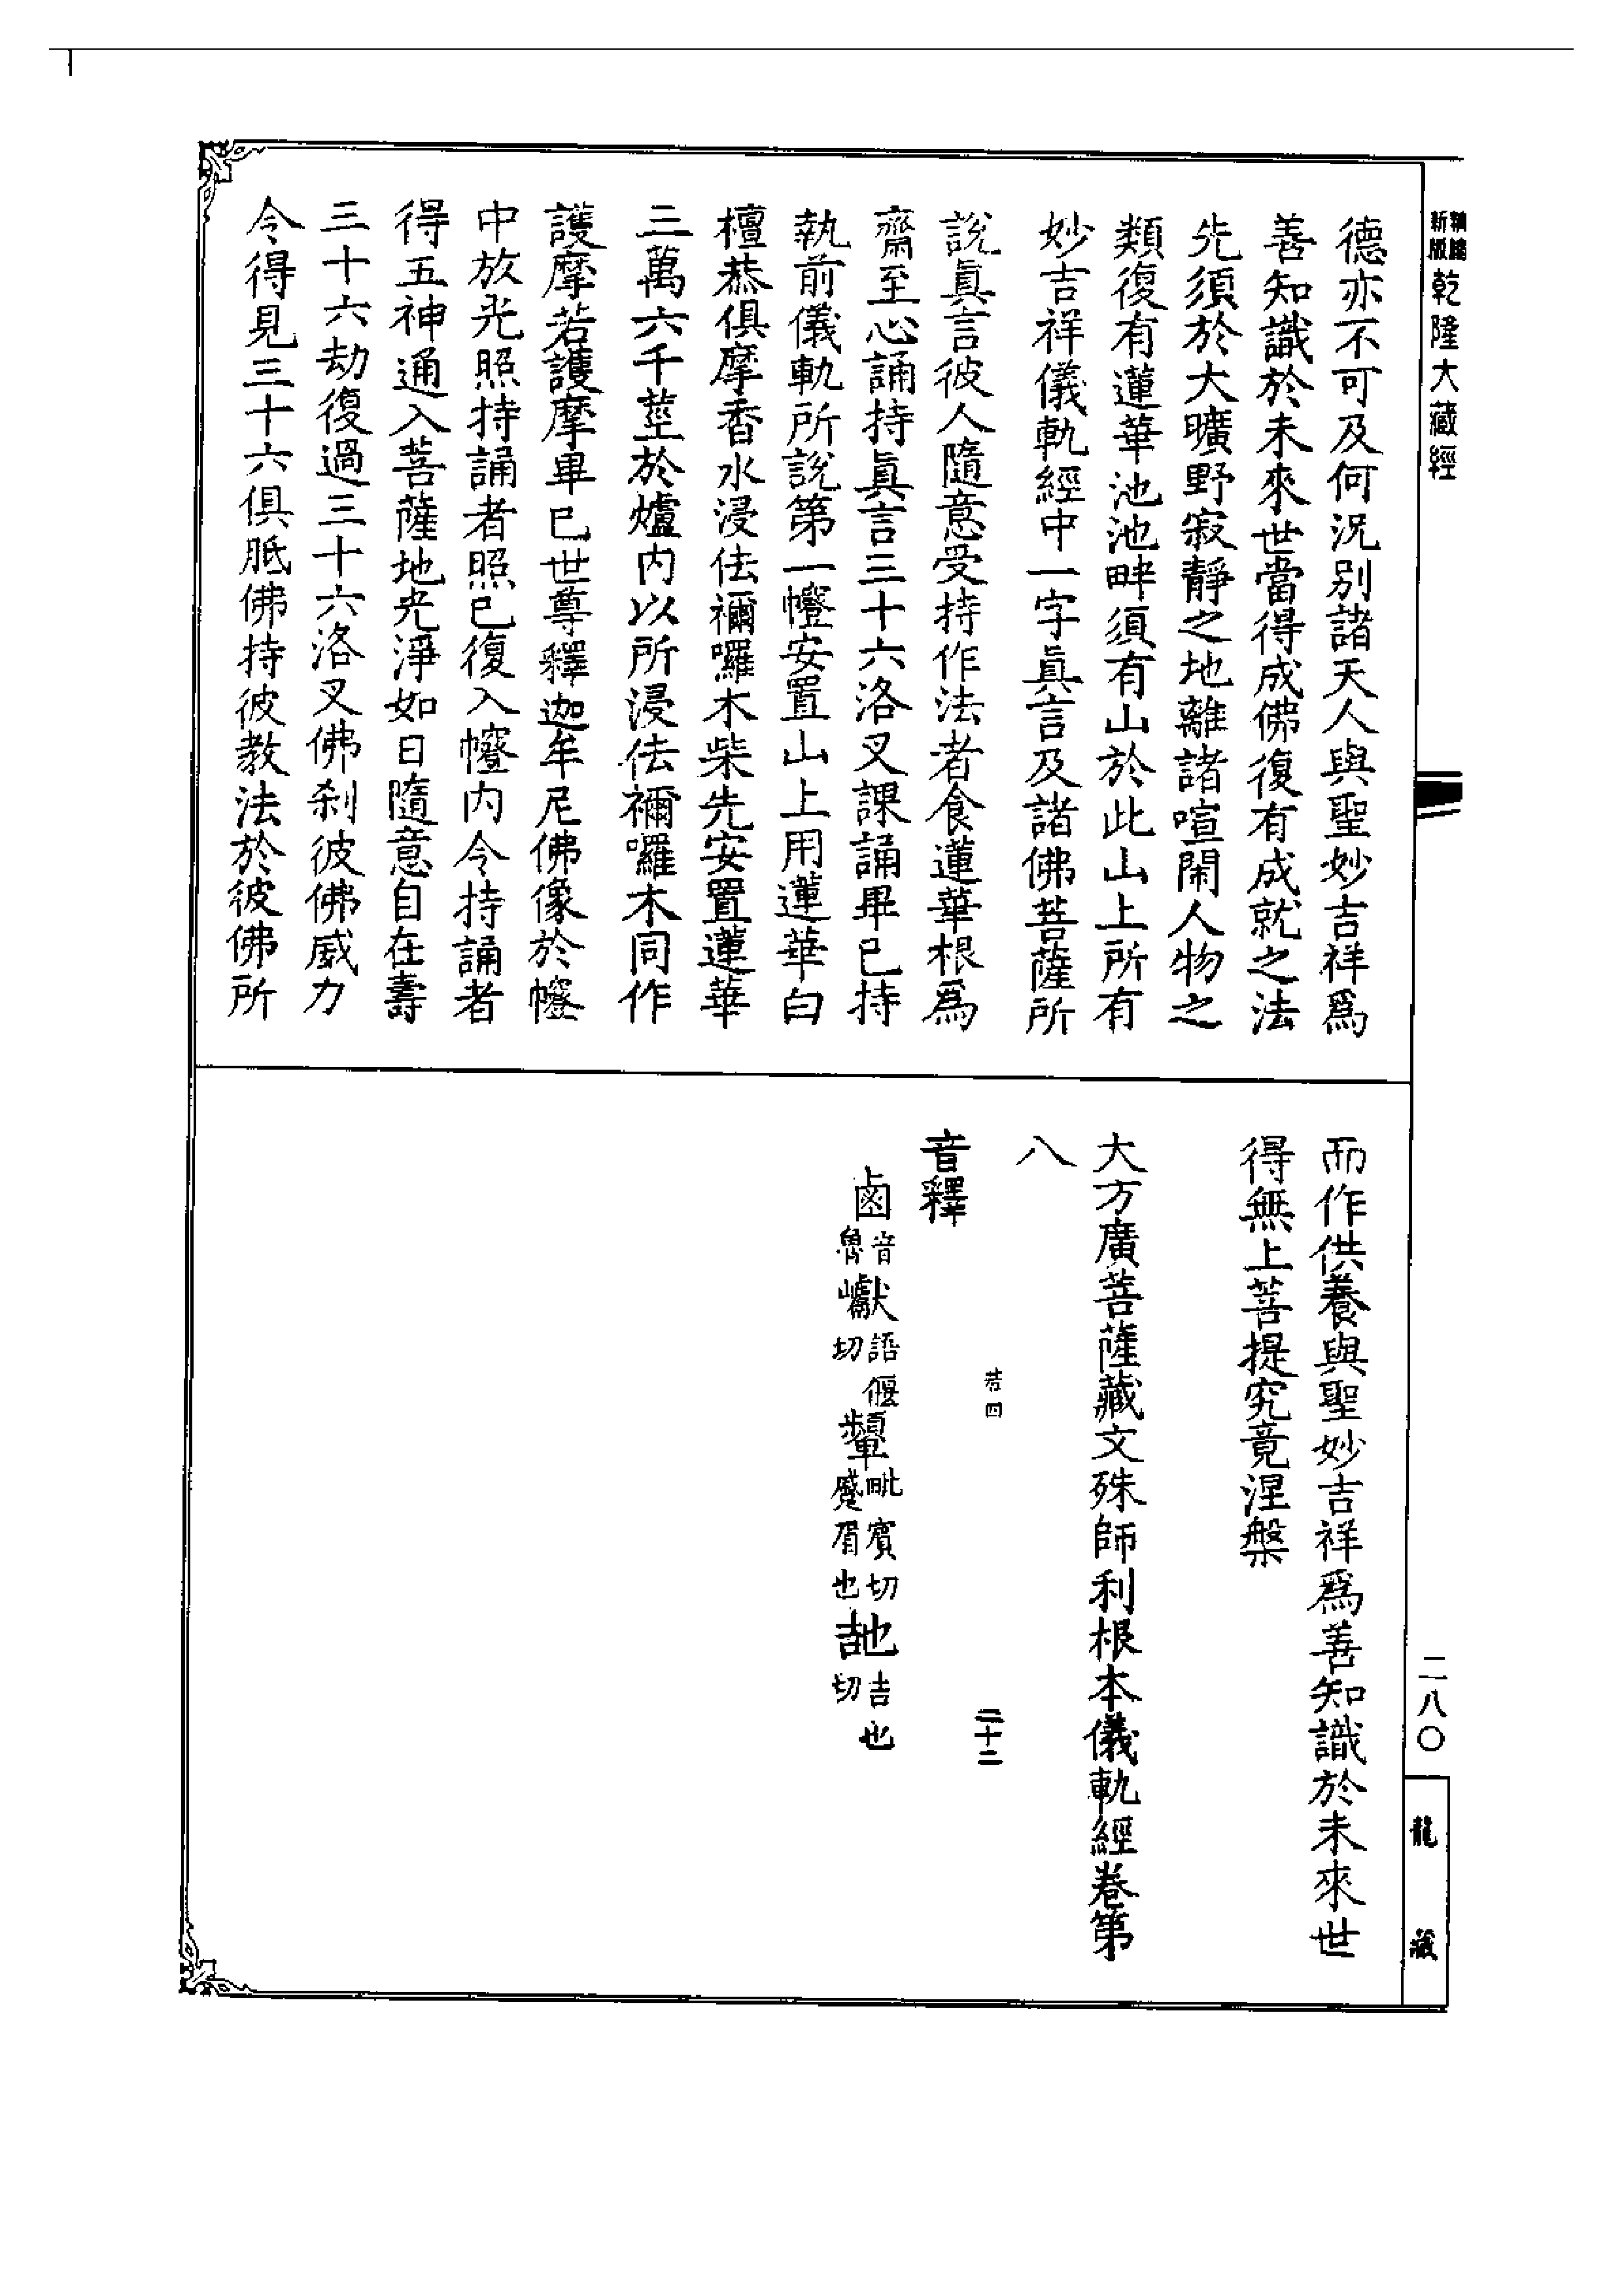 新版
乾隆大藏經
德亦不可及何況別諸天人與聖妙吉祥爲
善知識於未來世當得成佛復有成就之法
先須於大曠野寂靜之地離諸喧閙人物之
類復有蓮華池池畔須有山於此山上所有
妙吉祥儀軌經中一字眞言及諸佛菩薩所
說眞言彼人隨意受持作法者食蓮華根爲
齋至心誦持眞言三十六洛叉課誦畢已持
執前儀軌所說第一㡧安置山上用蓮華白
檀恭俱摩香水浸佉禰囉木柴先安置蓮華
三萬六千莖於爐内以所浸佉禰囉木同作
護摩若護摩畢已世尊釋迦牟尼佛像於㡧
中放光照持誦者照已復入㡧内令持誦者
得五神通入菩薩地光淨如日隨意自在壽
三十六劫復過三十六洛叉佛刹彼佛威力
令得見三十六俱胝佛持彼教法於彼佛所
而作供養與聖妙吉祥爲善知識於未來世
得無上菩提究竟涅槃
大方廣菩薩藏文殊師利根本儀軌經卷第
八
若四 二十二
音釋
鹵音魯巘語偃切顰毗賓切蹙眉也𠯈吉也切
二八〇
龍藏